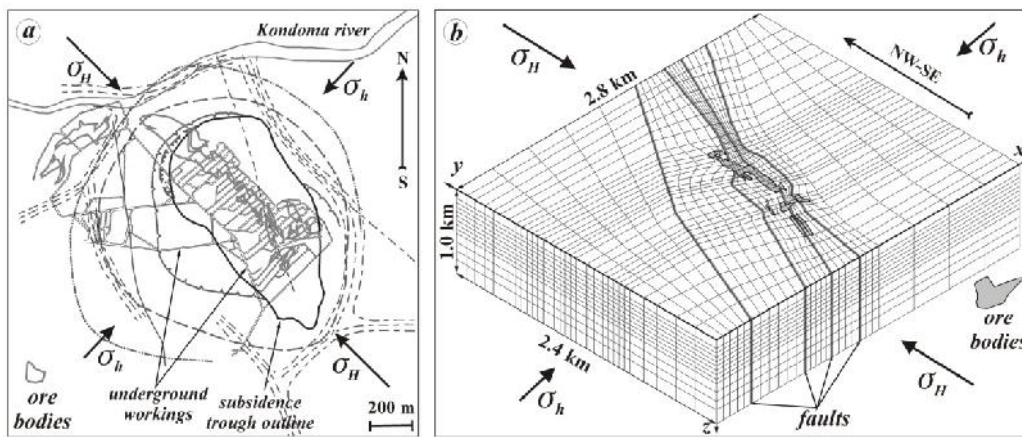 a
Kondoma river
σH
σh
N
S
σh
σH
ore
bodies
underground
workings
subsidence
trough outline
200 m
b
σH
σh
NW-SE
2.8 km
y
x
1.0 km
2.4 km
z
σh
σH
faults
ore
bodies